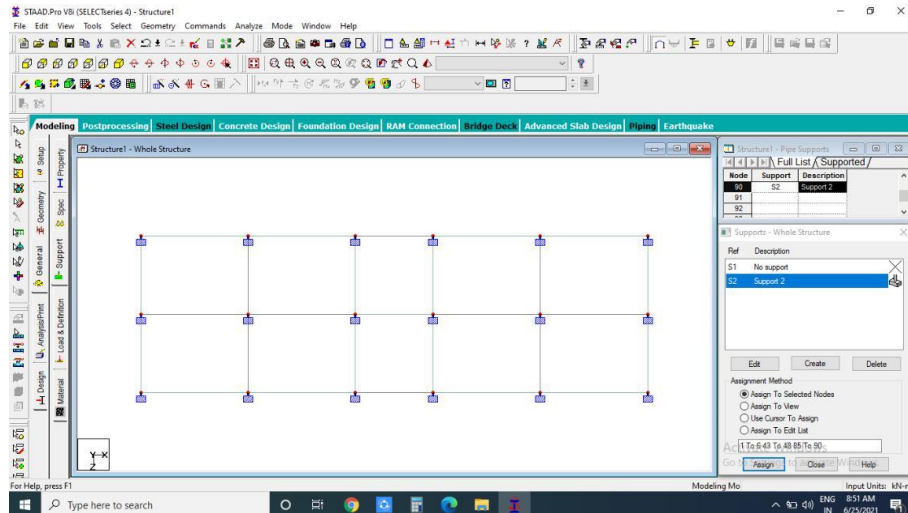 STAAD.Pro V8i (SELECTseries 4) - Structure1
File Edit View Tools Select Geometry Commands Analyze Mode Window Help
Modeling Postprocessing Steel Design Concrete Design Foundation Design RAM Connection Bridge Deck Advanced Slab Design Piping Earthquake
Setup
Geometry
General
Analysis/Print
Design
Property
Spec
Support
Load & Definition
Material
Structure1 - Whole Structure
Y X
Z
Structure1 - Pipe Supports
Full List Supported
Node Support Description
90 S2 Support 2
91
92
Supports - Whole Structure
Ref Description
S1 No support
S2 Support 2
Edit Create Delete
Assignment Method
Assign To Selected Nodes
Assign To View
Use Cursor To Assign
Assign To Edit List
1 To 6 43 To 48 85 To 90
Assign Close Help
For Help, press F1
Modeling Mo
Input Units: kN-m
Type here to search
ENG
IN
8:51 AM
6/25/2021